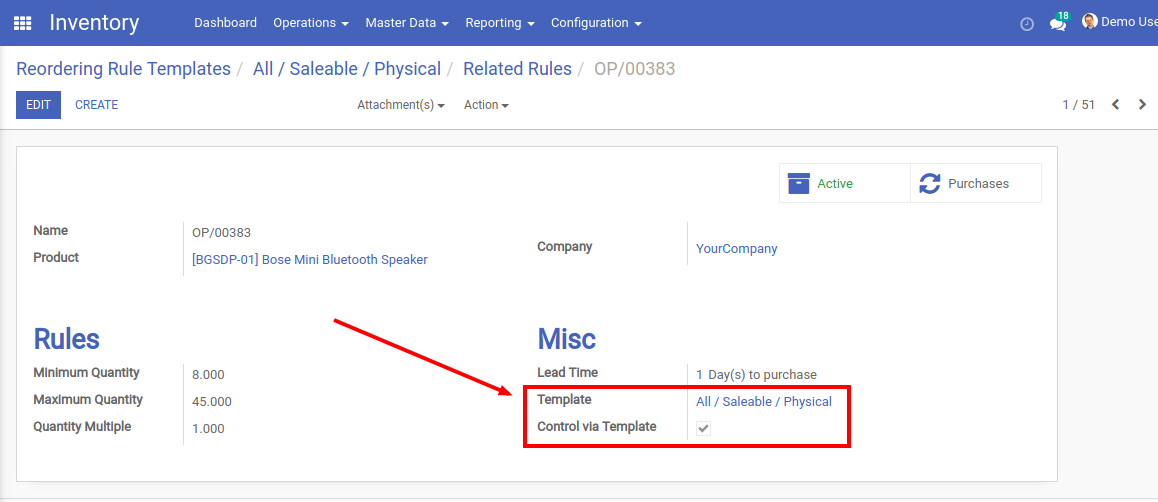 Inventory Dashboard Operations Master Data Reporting Configuration 18 Demo Use
Reordering Rule Templates / All / Saleable / Physical / Related Rules / OP/00383
EDIT CREATE Attachment(s) Action 1 / 51
Active Purchases
Name OP/00383
Product [BGSDP-01] Bose Mini Bluetooth Speaker
Company YourCompany
Rules
Minimum Quantity 8.000
Maximum Quantity 45.000
Quantity Multiple 1.000
Misc
Lead Time 1 Day(s) to purchase
Template All / Saleable / Physical
Control via Template